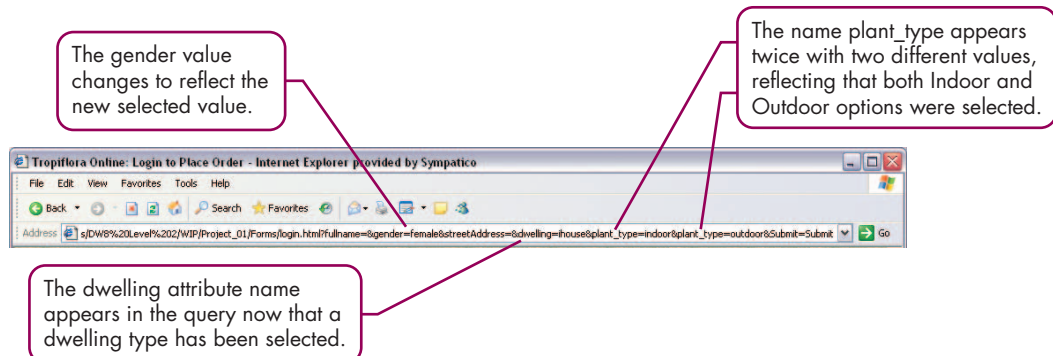 The gender value
changes to reflect the
new selected value.
The name plant_type appears
twice with two different values,
reflecting that both Indoor and
Outdoor options were selected.
Tropiflora Online: Login to Place Order - Internet Explorer provided by Sympatico
File Edit View Favorites Tools Help
Back Search Favorites
Address s/DW8%20Level%202/WIP/Project_01/Forms/login.html?fullname=&gender=female&streetAddress=&dwelling=house&plant_type=indoor&plant_type=outdoor&Submit=Submit Go
The dwelling attribute name
appears in the query now that a
dwelling type has been selected.